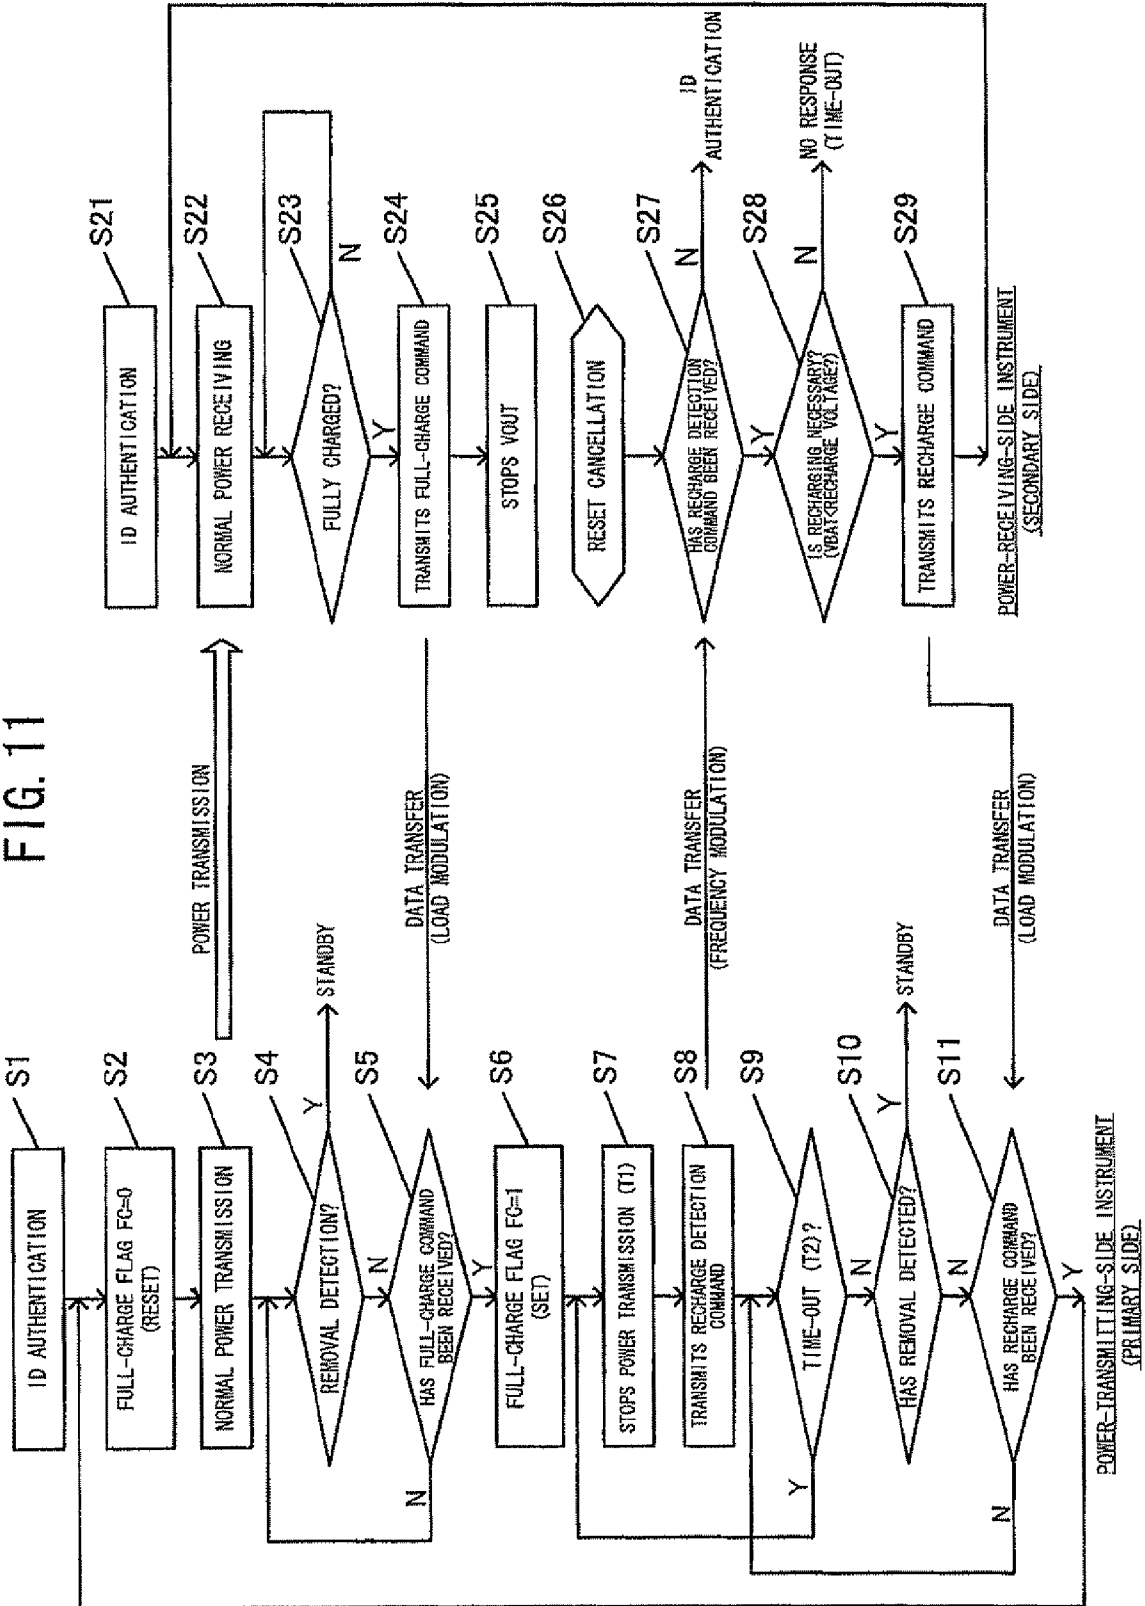 FIG. 11
S1
ID AUTHENTICATION
S2
FULL-CHARGE FLAG FC=0
(RESET)
S3
NORMAL POWER TRANSMISSION
S4
REMOVAL DETECTION?
Y
STANDBY
N
S5
HAS FULL-CHARGE COMMAND
BEEN RECEIVED?
N
Y
S6
FULL-CHARGE FLAG FC=1
(SET)
S7
STOPS POWER TRANSMISSION (T1)
S8
TRANSMITS RECHARGE DETECTION
COMMAND
S9
TIME-OUT (T2)?
Y
N
S10
HAS REMOVAL DETECTED?
Y
STANDBY
N
S11
HAS RECHARGE COMMAND
BEEN RECEIVED?
N
Y
POWER-TRANSMITTING-SIDE INSTRUMENT
(PRIMARY SIDE)
POWER TRANSMISSION
DATA TRANSFER
(LOAD MODULATION)
DATA TRANSFER
(FREQUENCY MODULATION)
DATA TRANSFER
(LOAD MODULATION)
S21
ID AUTHENTICATION
S22
NORMAL POWER RECEIVING
S23
FULLY CHARGED?
N
Y
S24
TRANSMITS FULL-CHARGE COMMAND
S25
STOPS VOUT
S26
RESET CANCELLATION
S27
HAS RECHARGE DETECTION
COMMAND BEEN RECEIVED?
N
ID
AUTHENTICATION
Y
S28
IS RECHARGING NECESSARY?
(VBAT<RECHARGE VOLTAGE?)
N
NO RESPONSE
(TIME-OUT)
Y
S29
TRANSMITS RECHARGE COMMAND
POWER-RECEIVING-SIDE INSTRUMENT
(SECONDARY SIDE)